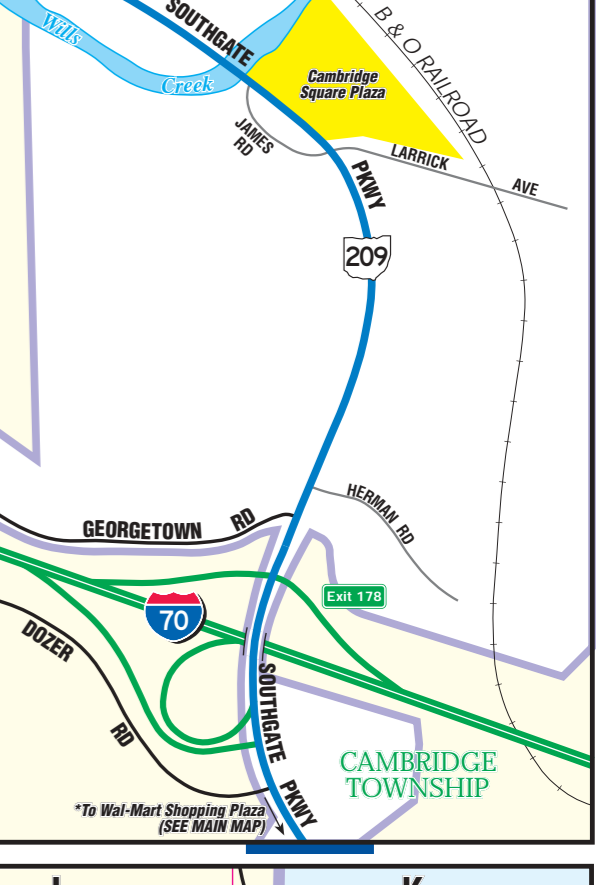 SOUTHGATE
B & O RAILROAD
Wills
Creek
Cambridge
Square Plaza
JAMES
RD
LARRICK
AVE
PKWY
209
HERMAN RD
GEORGETOWN RD
Exit 178
70
DOZER
RD
SOUTHGATE
PKWY
CAMBRIDGE
TOWNSHIP
*To Wal-Mart Shopping Plaza
(SEE MAIN MAP)